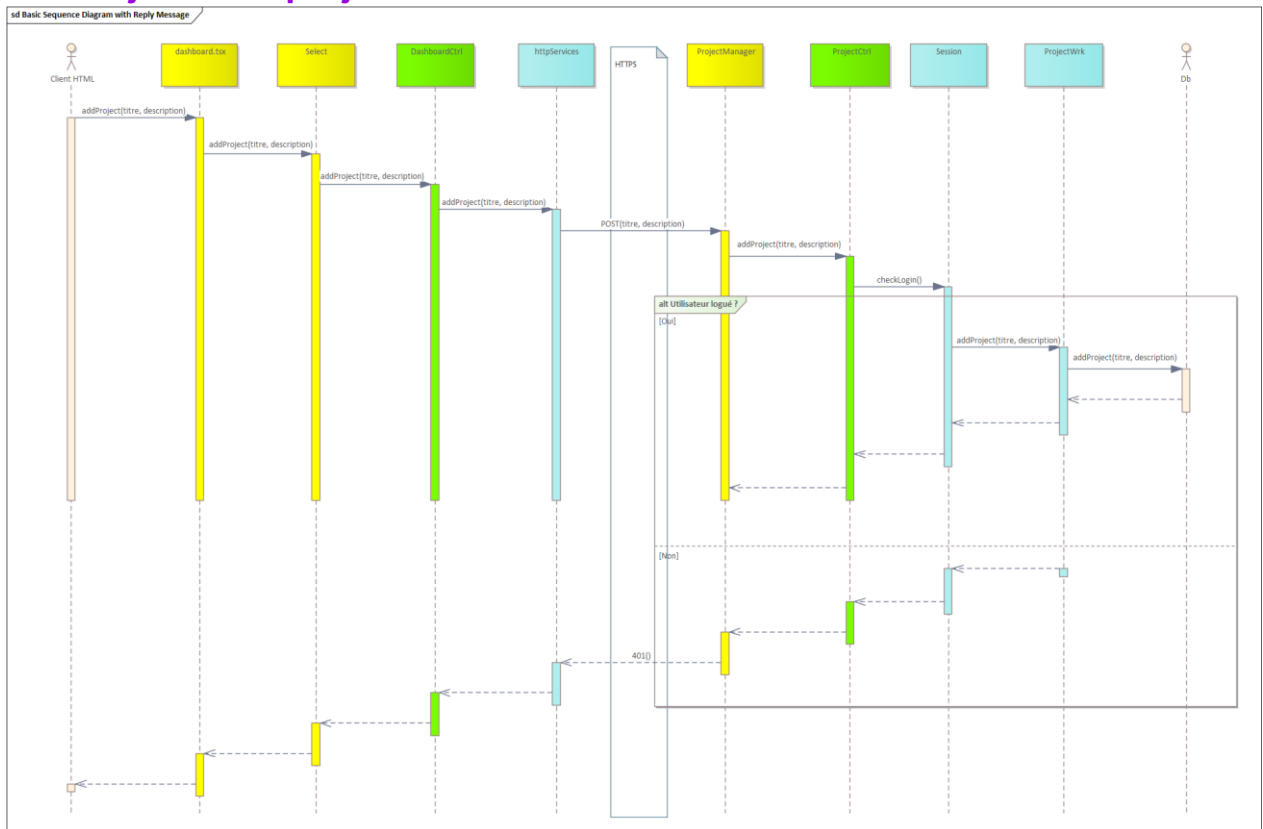 sd Basic Sequence Diagram with Reply Message
Client HTML
dashboard.tsx
Select
DashboardCtrl
httpServices
HTTPS
ProjectManager
ProjectCtrl
Session
ProjectWrk
Db
addProject(titre, description)
addProject(titre, description)
addProject(titre, description)
addProject(titre, description)
POST(titre, description)
addProject(titre, description)
checkLogin()
alt Utilisateur logué ?
[Oui]
addProject(titre, description)
addProject(titre, description)
[Non]
401()